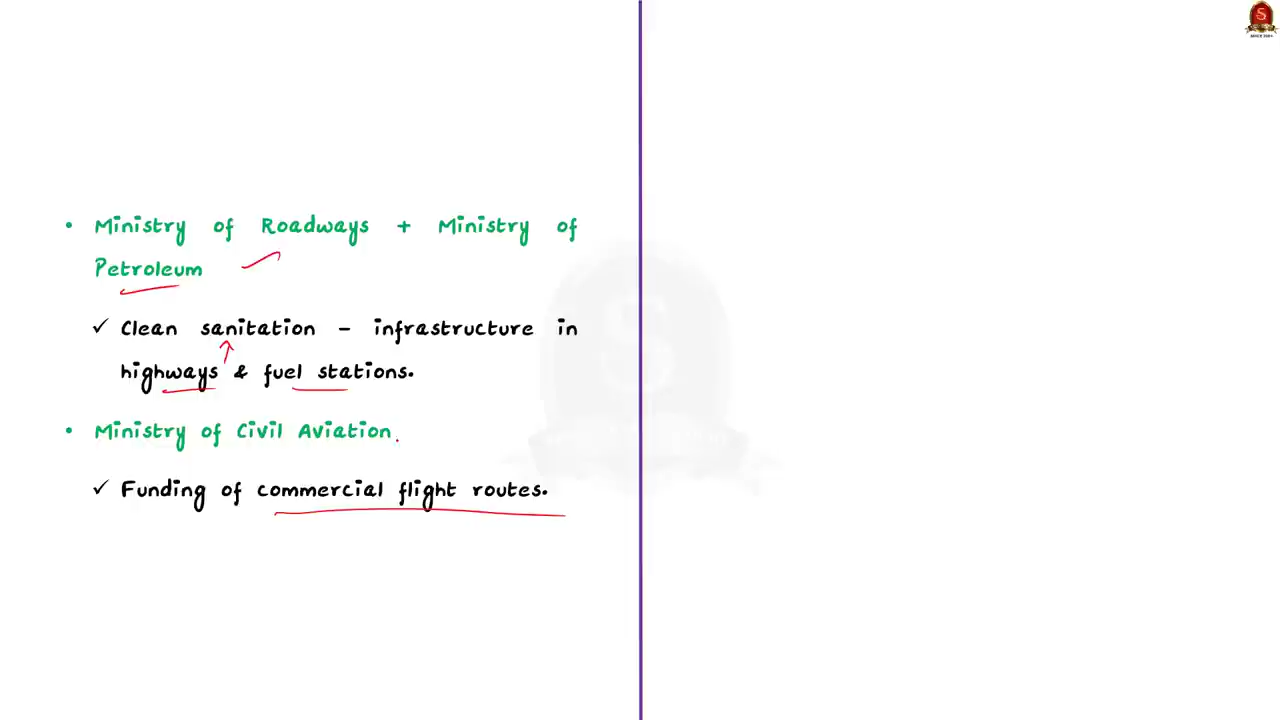 • Ministry of Roadways + Ministry of
Petroleum
✓ Clean sanitation – infrastructure in
highways & fuel stations.
• Ministry of Civil Aviation
✓ Funding of commercial flight routes.